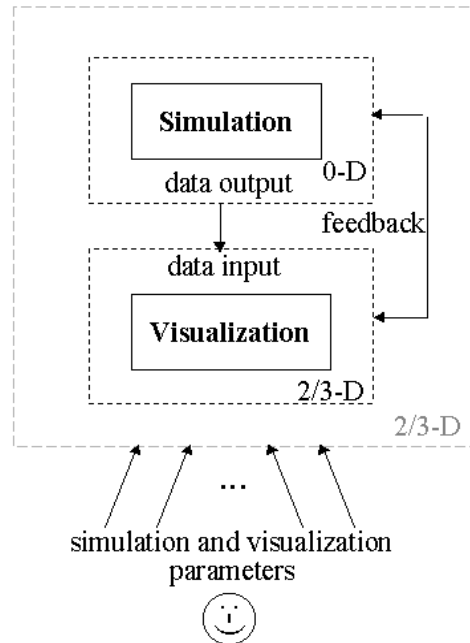 Simulation
0-D
data output
feedback
data input
Visualization
2/3-D
2/3-D
...
simulation and visualization
parameters